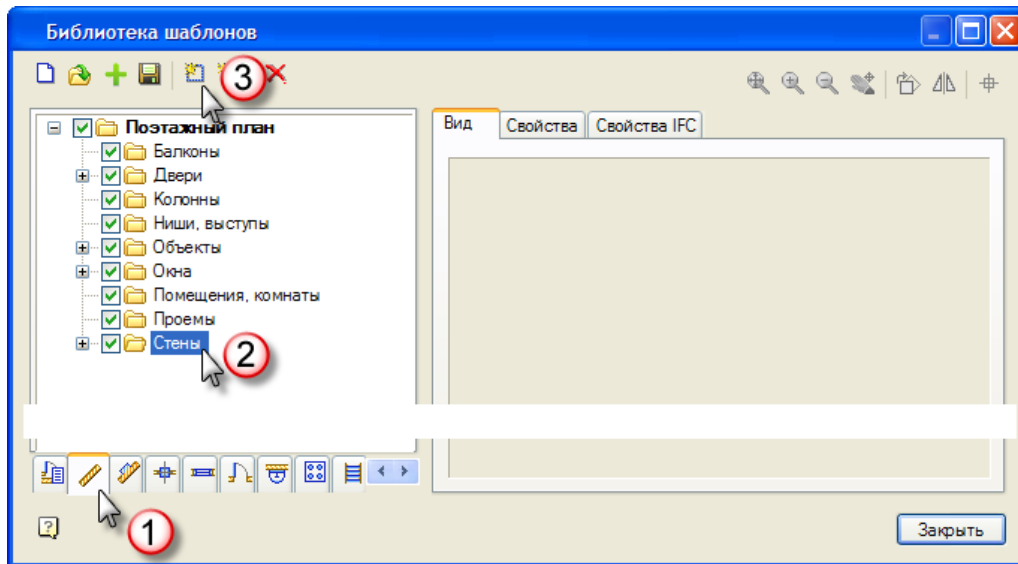 Библиотека шаблонов
3
Поэтажный план
Балконы
Двери
Колонны
Ниши, выступы
Объекты
Окна
Помещения, комнаты
Проемы
Стены
2
Вид
Свойства
Свойства IFC
1
?
Закрыть